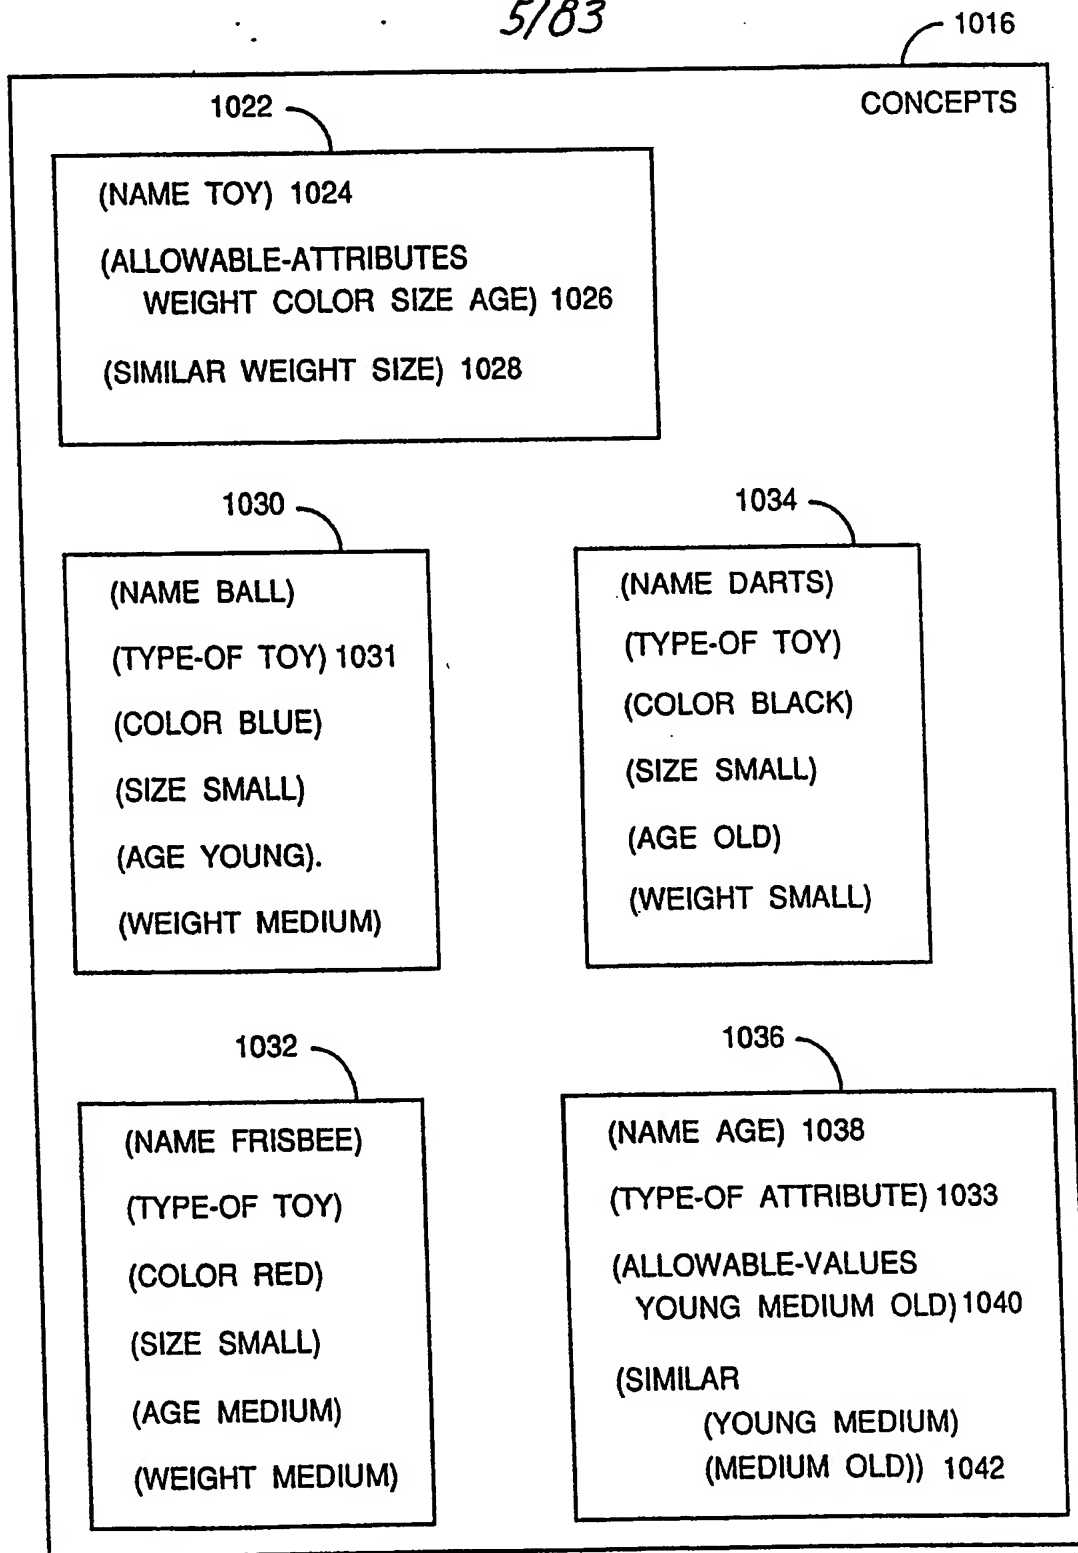 5/83
1016
CONCEPTS
1022
(NAME TOY) 1024
(ALLOWABLE-ATTRIBUTES
WEIGHT COLOR SIZE AGE) 1026
(SIMILAR WEIGHT SIZE) 1028
1030
(NAME BALL)
(TYPE-OF TOY) 1031
(COLOR BLUE)
(SIZE SMALL)
(AGE YOUNG).
(WEIGHT MEDIUM)
1034
(NAME DARTS)
(TYPE-OF TOY)
(COLOR BLACK)
(SIZE SMALL)
(AGE OLD)
(WEIGHT SMALL)
1032
(NAME FRISBEE)
(TYPE-OF TOY)
(COLOR RED)
(SIZE SMALL)
(AGE MEDIUM)
(WEIGHT MEDIUM)
1036
(NAME AGE) 1038
(TYPE-OF ATTRIBUTE) 1033
(ALLOWABLE-VALUES
YOUNG MEDIUM OLD) 1040
(SIMILAR
(YOUNG MEDIUM)
(MEDIUM OLD)) 1042